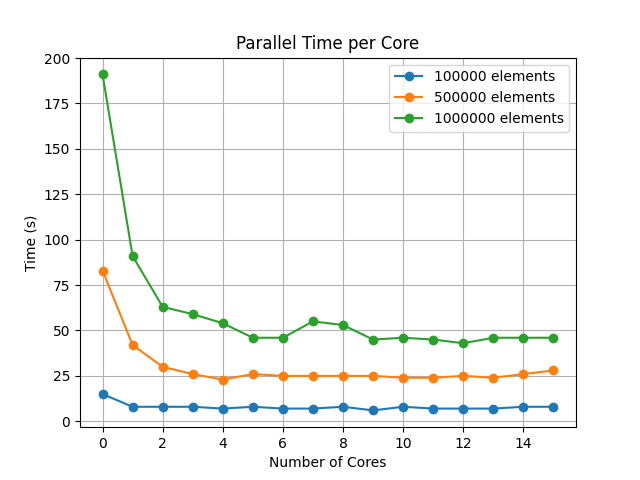 Parallel Time per Core
100000 elements
500000 elements
1000000 elements
200
175
150
125
100
75
50
25
0
Time (s)
0 2 4 6 8 10 12 14
Number of Cores